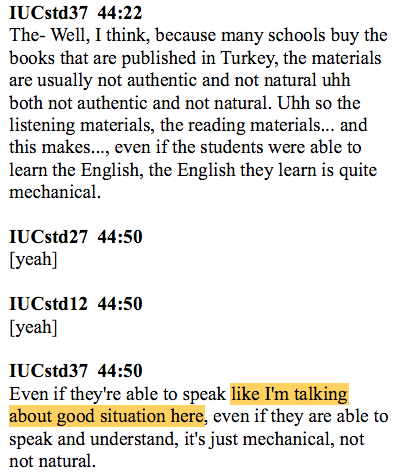 IUCstd37 44:22
The- Well, I think, because many schools buy the
books that are published in Turkey, the materials
are usually not authentic and not natural uhh
both not authentic and not natural. Uhh so the
listening materials, the reading materials... and
this makes..., even if the students were able to
learn the English, the English they learn is quite
mechanical.
IUCstd27 44:50
[yeah]
IUCstd12 44:50
[yeah]
IUCstd37 44:50
Even if they're able to speak like I'm talking
about good situation here, even if they are able to
speak and understand, it's just mechanical, not
not natural.